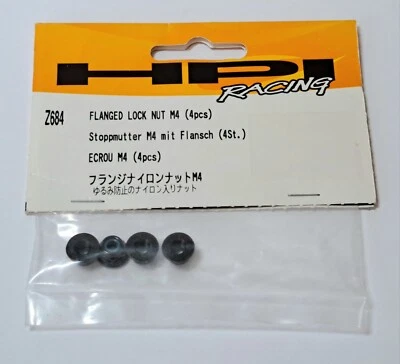 HPI
RACING
Z684
FLANGED LOCK NUT M4 (4pcs)
Stoppmutter M4 mit Flansch (4St.)
ECROU M4 (4pcs)
フランジナイロンナットM4
ゆるみ防止のナイロン入りナット